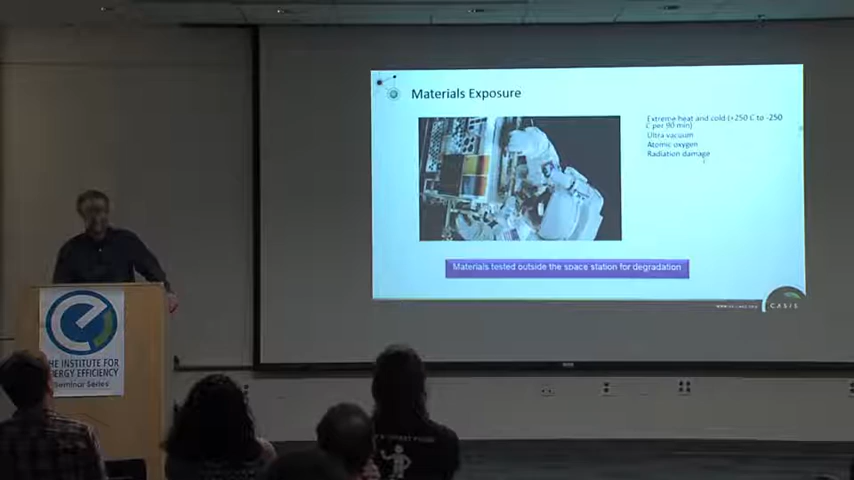 Materials Exposure
Extreme heat and cold (+250 C to -250
C per 90 min)
Ultra vacuum
Atomic oxygen
Radiation damage
Materials tested outside the space station for degradation
CASIS
THE INSTITUTE FOR
ENERGY EFFICIENCY
Seminar Series